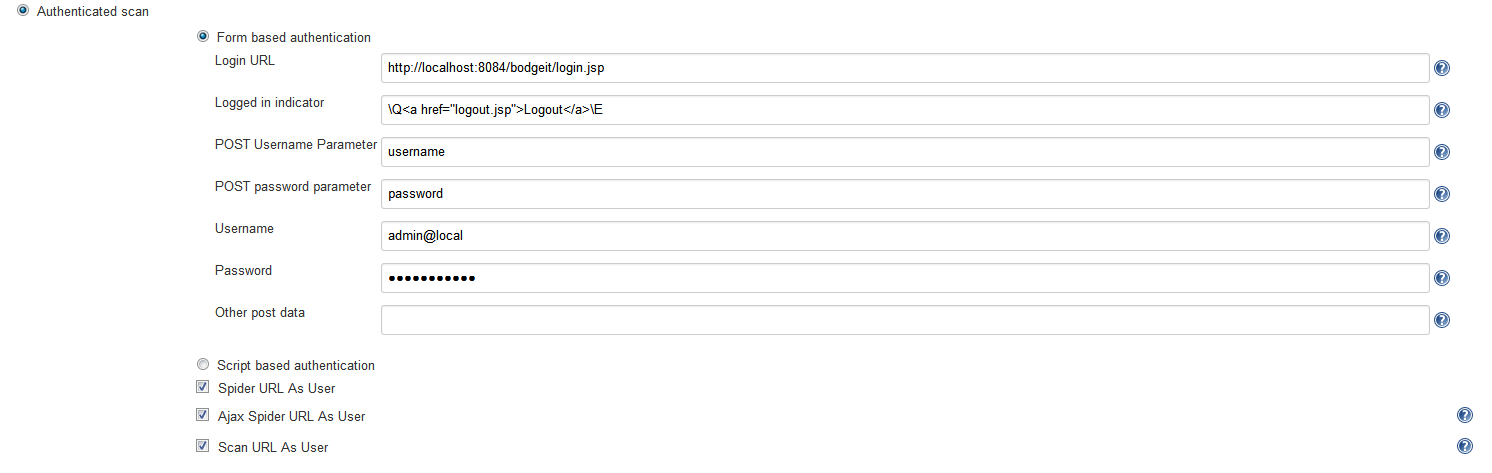 Authenticated scan
Form based authentication
Login URL
http://localhost:8084/bodgeit/login.jsp
Logged in indicator
\Q<a href="logout.jsp">Logout</a>\E
POST Username Parameter
username
POST password parameter
password
Username
admin@local
Password
●●●●●●●●●●●
Other post data
Script based authentication
Spider URL As User
Ajax Spider URL As User
Scan URL As User